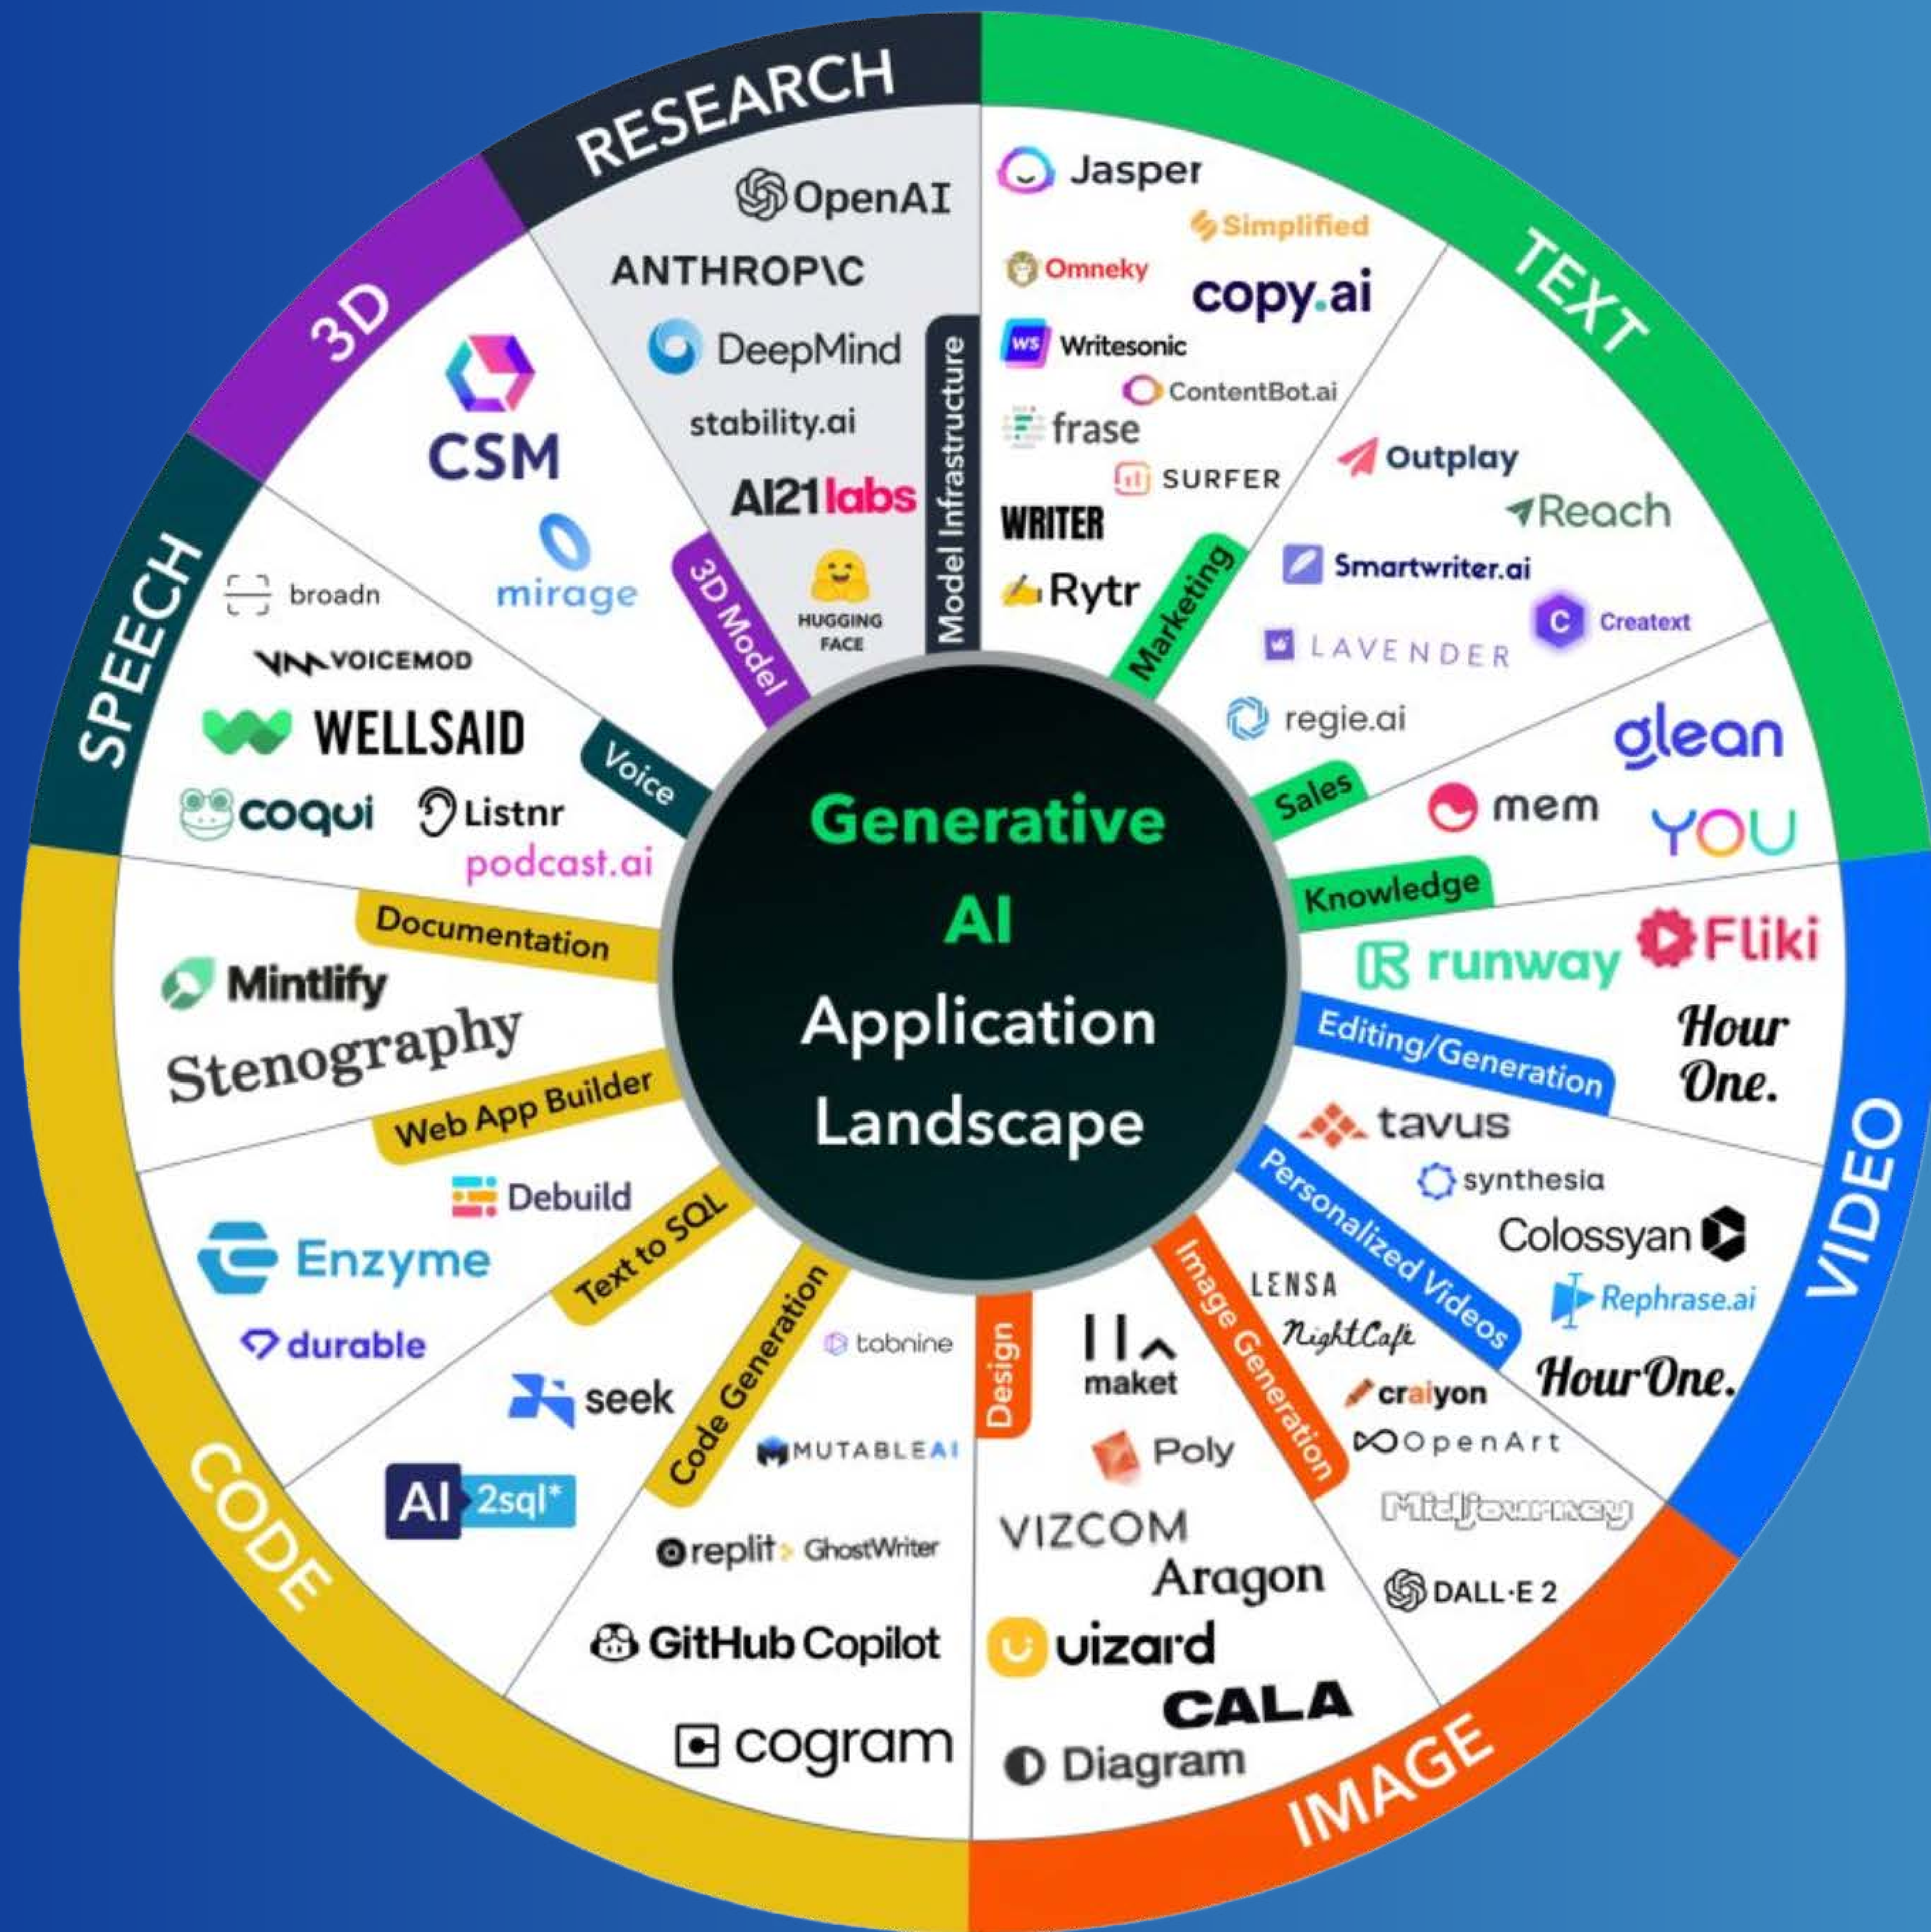 Generative
AI
Application
Landscape
RESEARCH
OpenAI
ANTHROP\C
DeepMind
stability.ai
AI21labs
HUGGING
FACE
Model Infrastructure
TEXT
Jasper
Simplified
Omneky
copy.ai
WS Writesonic
ContentBot.ai
frase
SURFER
WRITER
Rytr
Marketing
Outplay
Reach
Smartwriter.ai
C Creatext
LAVENDER
regie.ai
Sales
glean
mem
YOU
Knowledge
VIDEO
runway
Fliki
Hour
One.
Editing/Generation
tavus
synthesia
Colossyan
Rephrase.ai
Hour One.
Personalized Videos
IMAGE
LENSA
NightCafe
craiyon
OpenArt
Midjourney
DALL·E 2
Image Generation
maket
Poly
VIZCOM
Aragon
uizard
CALA
Diagram
Design
CODE
tabnine
MUTABLEAI
replit GhostWriter
GitHub Copilot
cogram
Code Generation
seek
AI 2sql*
Text to SQL
Debuild
Enzyme
durable
Web App Builder
Mintlify
Stenography
Documentation
SPEECH
broadn
VOICEMOD
WELLSAID
coqui
Listnr
podcast.ai
Voice
3D
CSM
mirage
3D Model